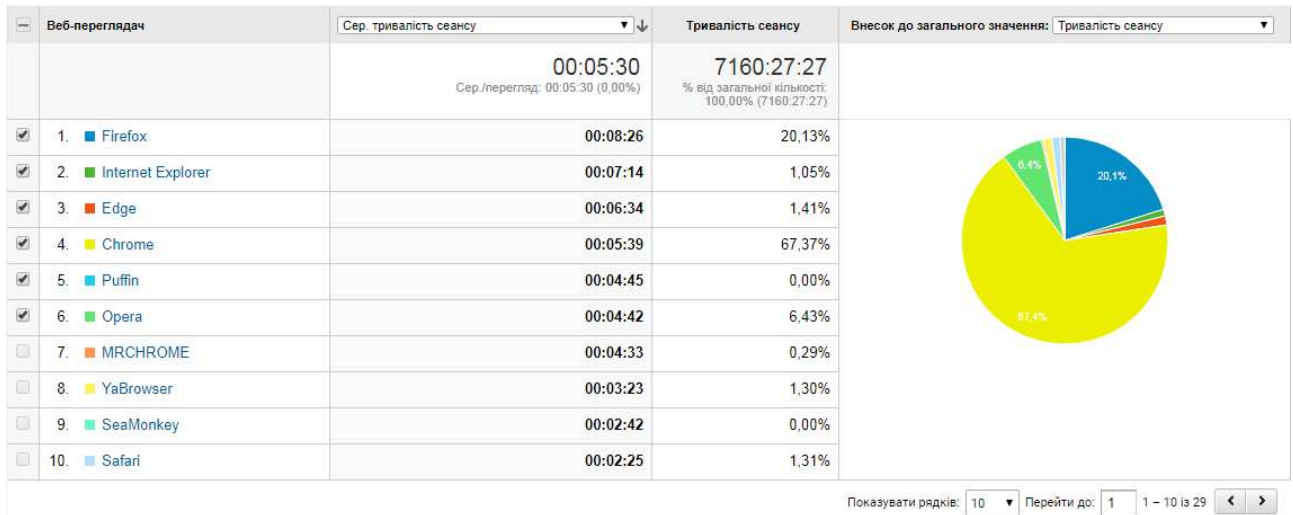 Веб-переглядач Сер. тривалість сеансу Тривалість сеансу Внесок до загального значення: Тривалість сеансу
00:05:30 7160:27:27
Сер./перегляд: 00:05:30 (0,00%) % від загальної кількості:
100,00% (7160:27:27)
1. Firefox 00:08:26 20,13%
2. Internet Explorer 00:07:14 1,05%
3. Edge 00:06:34 1,41%
4. Chrome 00:05:39 67,37%
5. Puffin 00:04:45 0,00%
6. Opera 00:04:42 6,43%
7. MRCHROME 00:04:33 0,29%
8. YaBrowser 00:03:23 1,30%
9. SeaMonkey 00:02:42 0,00%
10. Safari 00:02:25 1,31%
6,4%
20,1%
67,4%
Показувати рядків: 10 Перейти до: 1 1 – 10 із 29